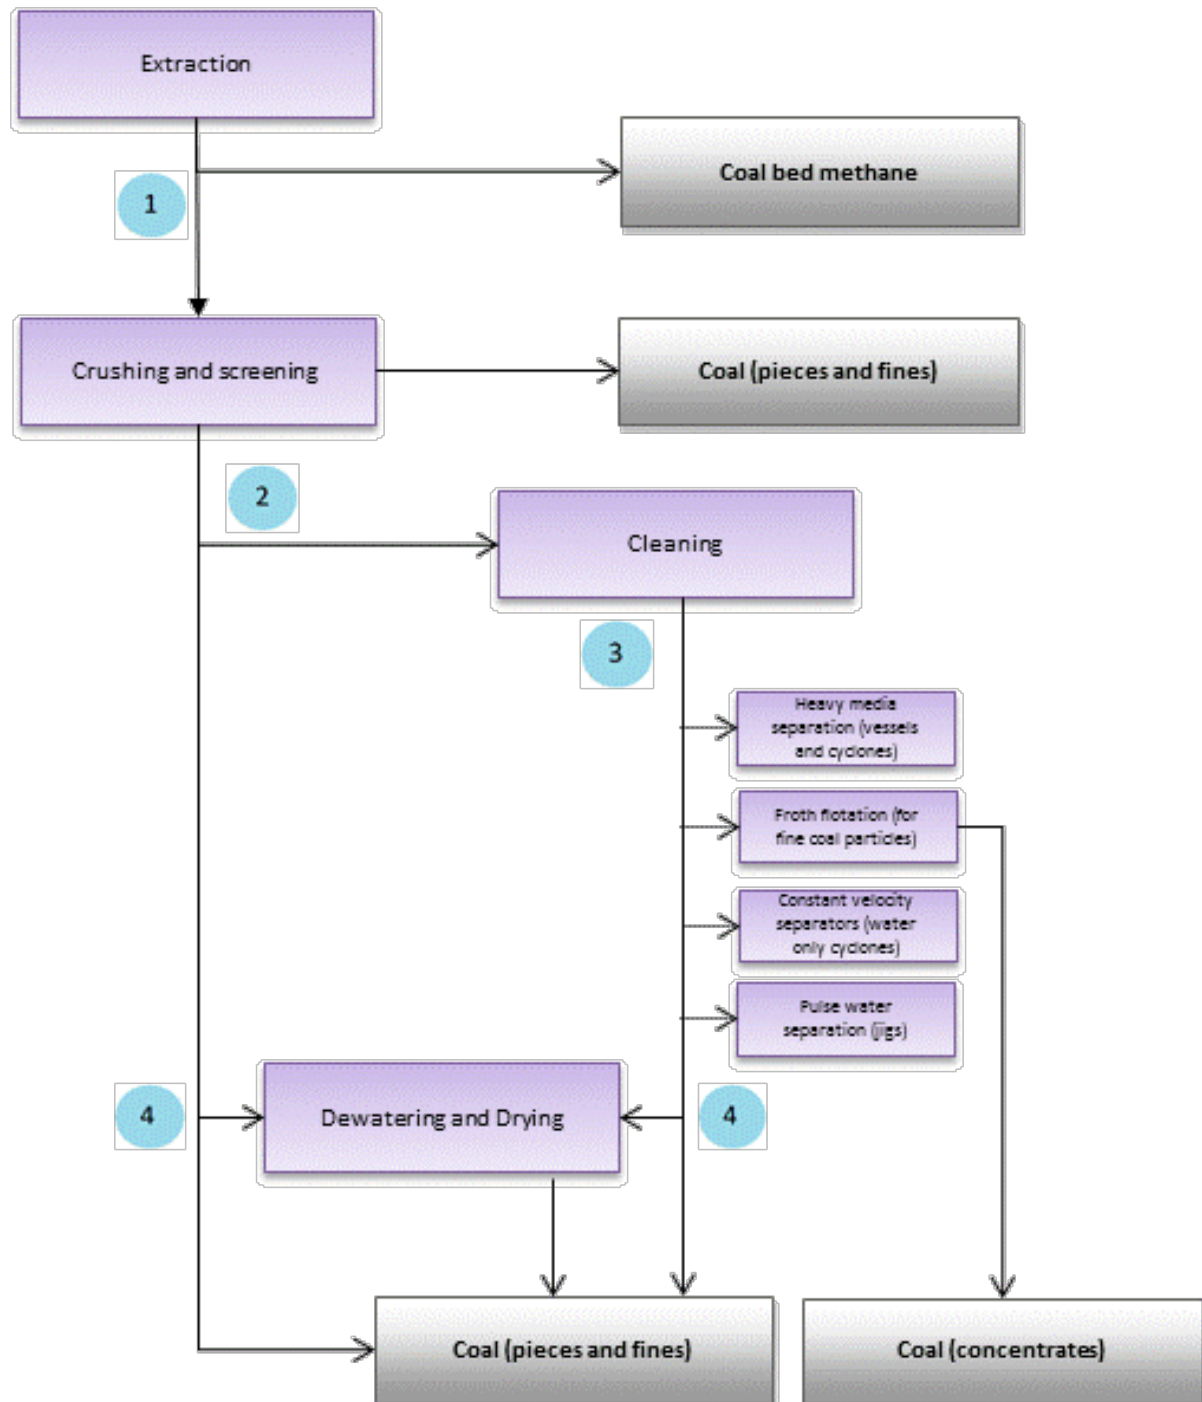 Extraction
Coal bed methane
1
Crushing and screening
Coal (pieces and fines)
2
Cleaning
3
Heavy media
separation (vessels
and cyclones)
Froth flotation (for
fine coal particles)
Constant velocity
separators (water
only cyclones)
Pulse water
separation (jigs)
4
Dewatering and Drying
4
Coal (pieces and fines)
Coal (concentrates)